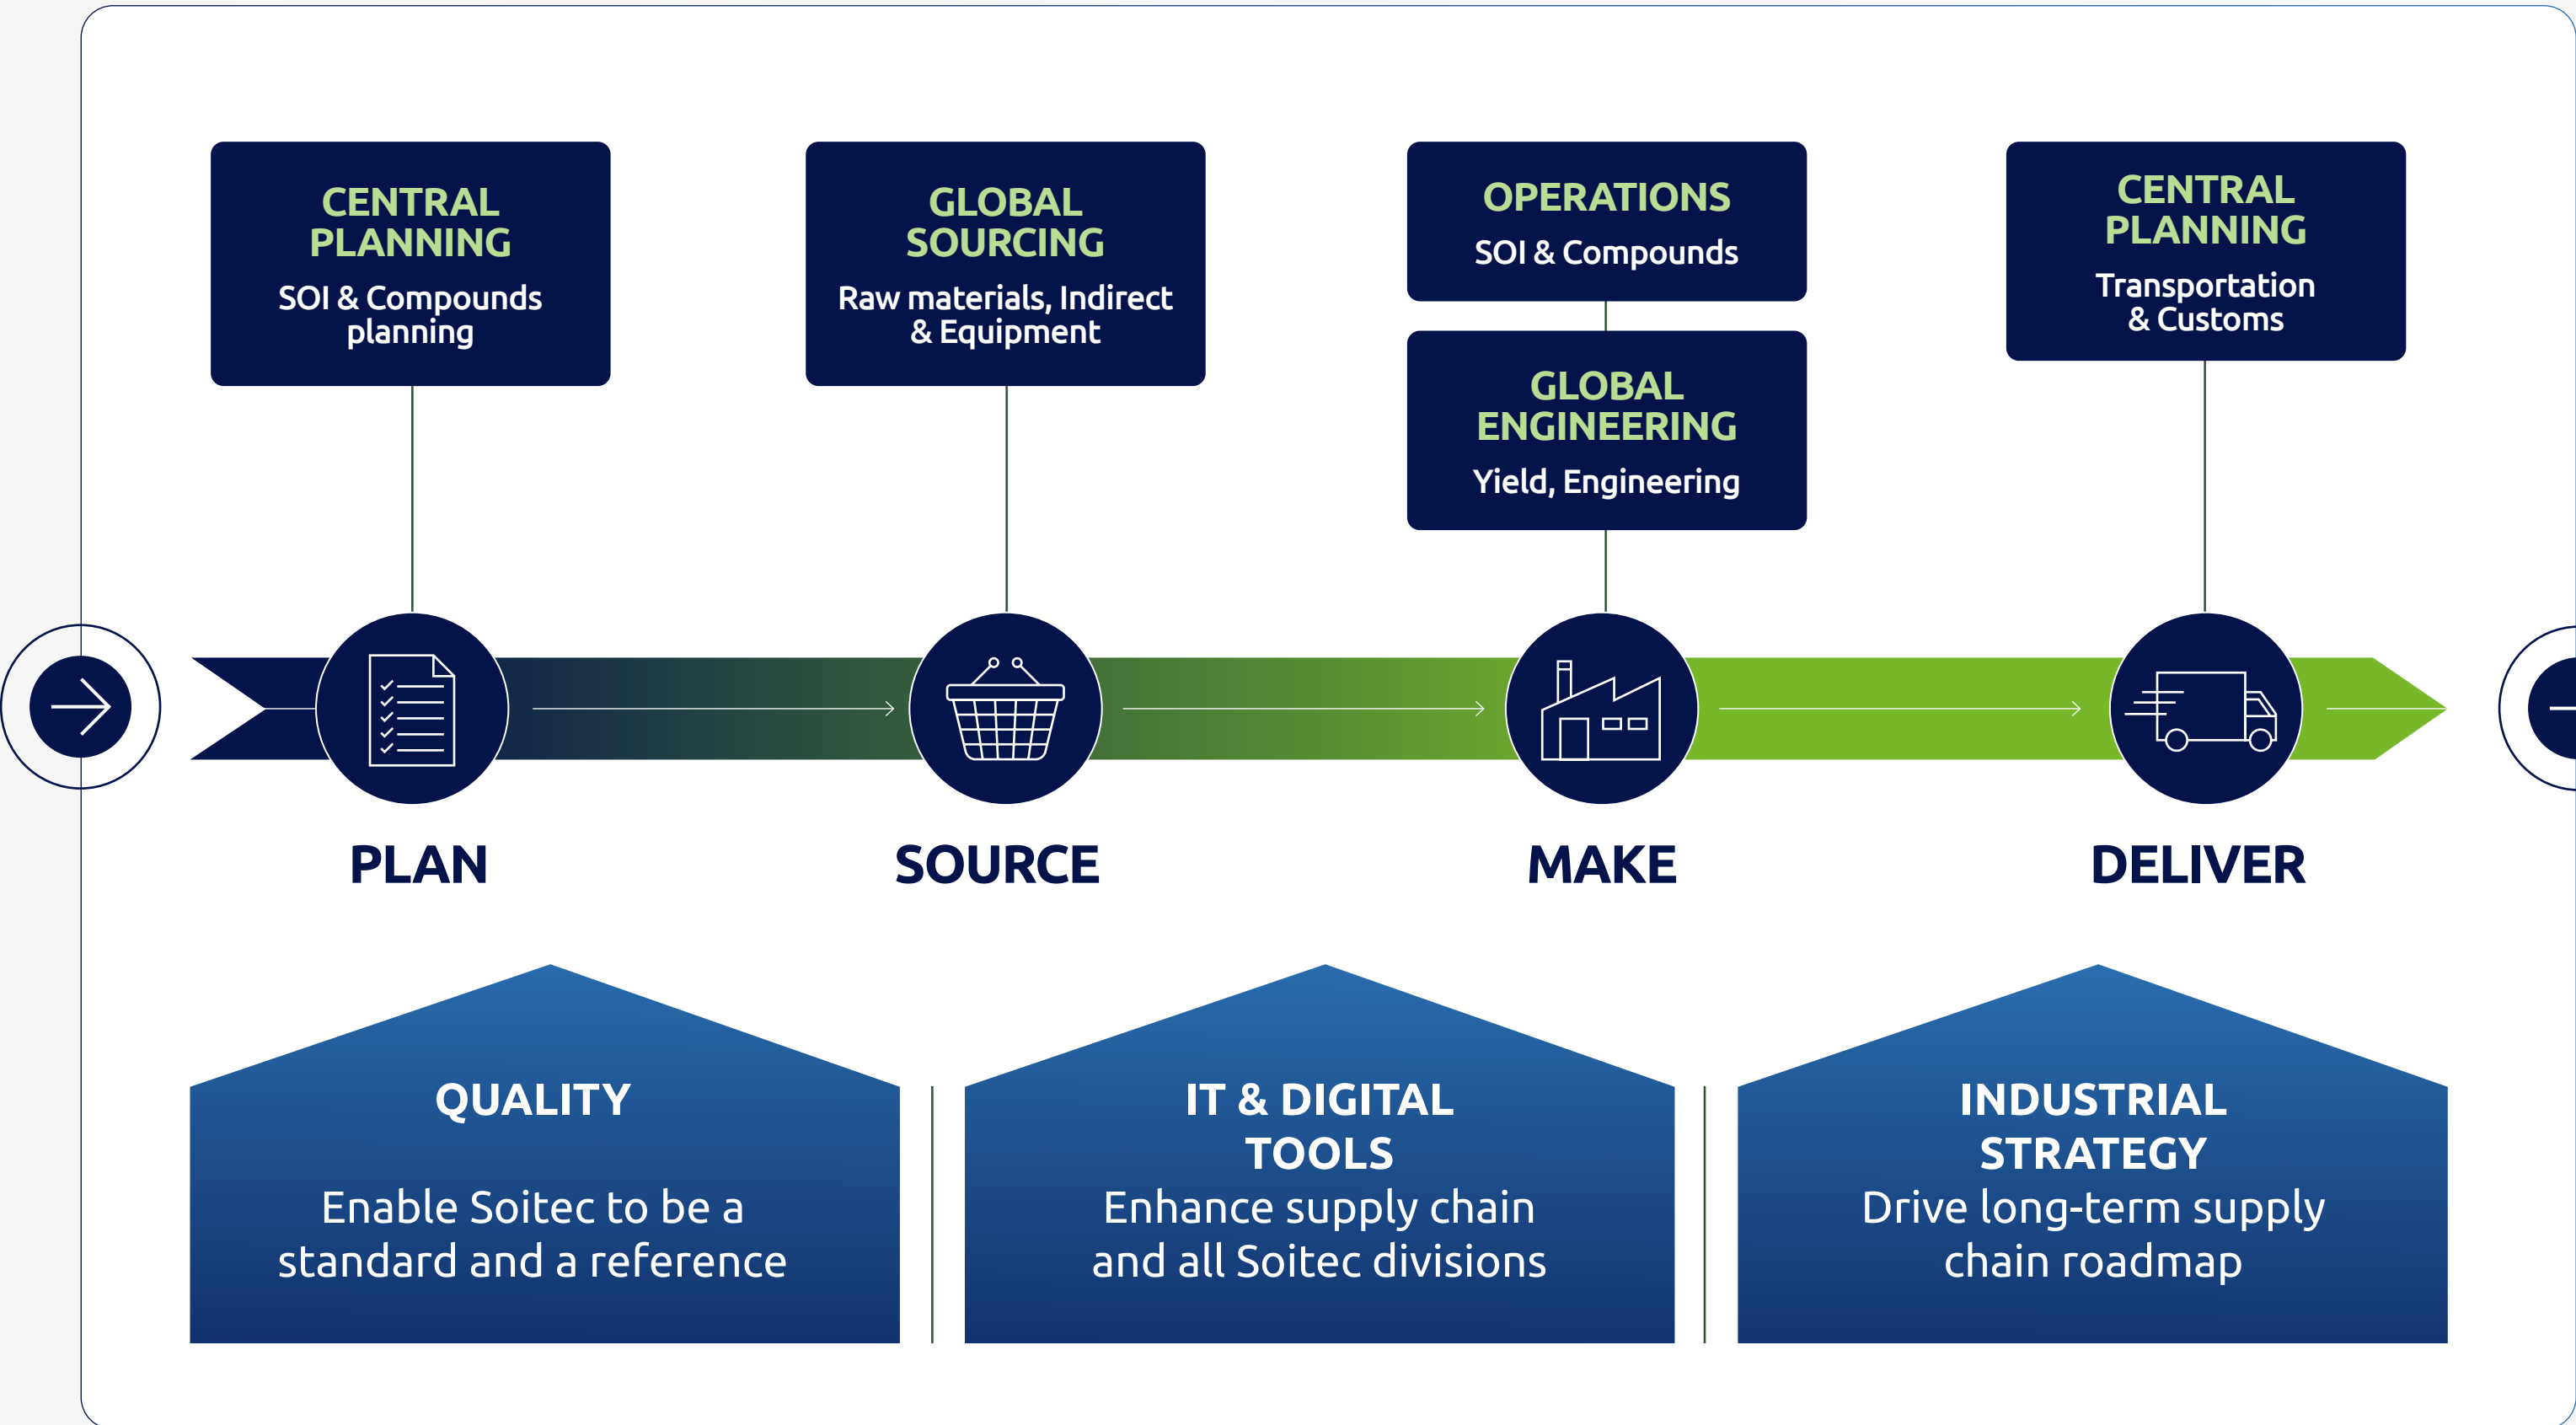 CENTRAL
PLANNING
SOI & Compounds
planning
GLOBAL
SOURCING
Raw materials, Indirect
& Equipment
OPERATIONS
SOI & Compounds
GLOBAL
ENGINEERING
Yield, Engineering
CENTRAL
PLANNING
Transportation
& Customs
PLAN
SOURCE
MAKE
DELIVER
QUALITY
Enable Soitec to be a
standard and a reference
IT & DIGITAL
TOOLS
Enhance supply chain
and all Soitec divisions
INDUSTRIAL
STRATEGY
Drive long-term supply
chain roadmap